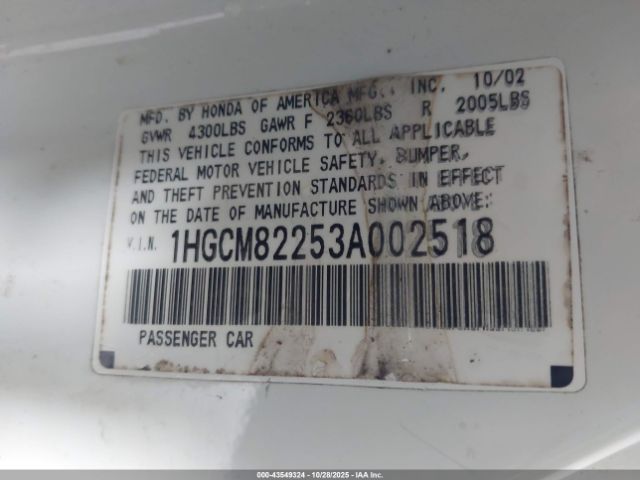 MFD. BY HONDA OF AMERICA MFG., INC. 10/02
GVWR 4300LBS GAWR F 2360LBS R 2005LBS
THIS VEHICLE CONFORMS TO ALL APPLICABLE
FEDERAL MOTOR VEHICLE SAFETY, BUMPER,
AND THEFT PREVENTION STANDARDS IN EFFECT
ON THE DATE OF MANUFACTURE SHOWN ABOVE:
V.I.N. 1HGCM82253A002518
PASSENGER CAR
000-43549324 | 10/28/2025 - IAAHQ - Copart